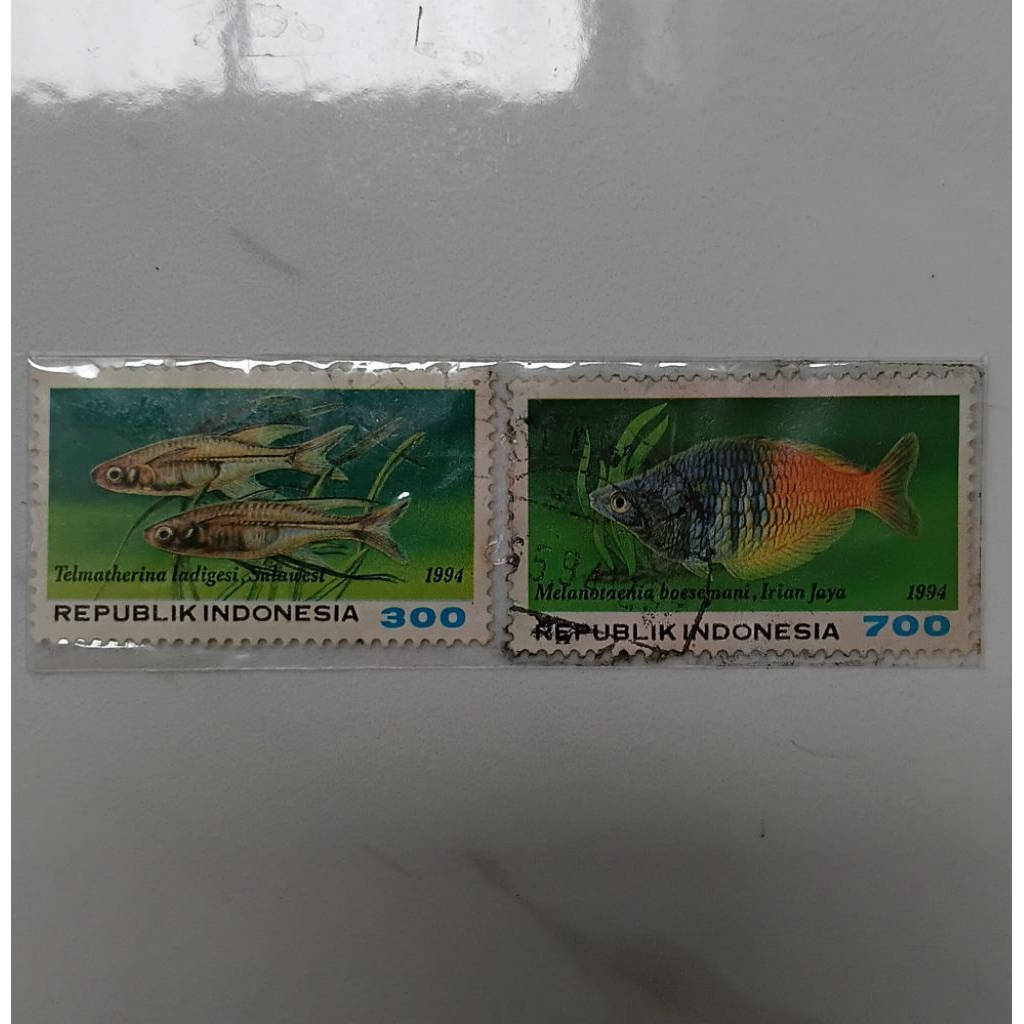 Telmatherina ladigesi, Sulawesi 1994
REPUBLIK INDONESIA 300
Melanotaenia boesemani, Irian Jaya 1994
REPUBLIK INDONESIA 700